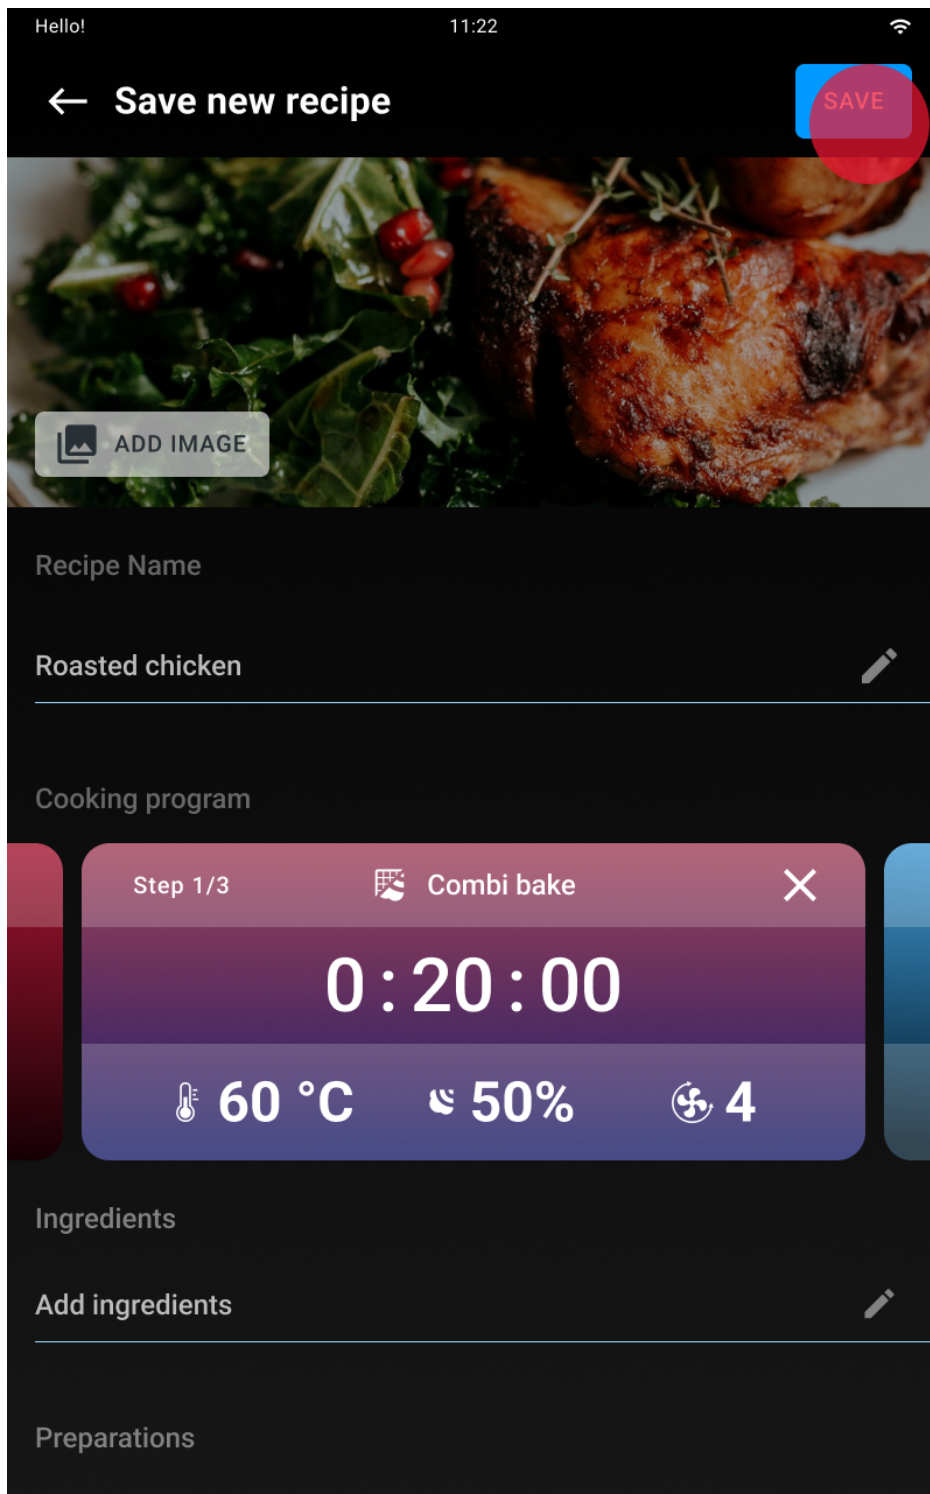 Hello! 11:22
Save new recipe SAVE
ADD IMAGE
Recipe Name
Roasted chicken
Cooking program
Step 1/3 Combi bake
0 : 20 : 00
60 °C 50% 4
Ingredients
Add ingredients
Preparations